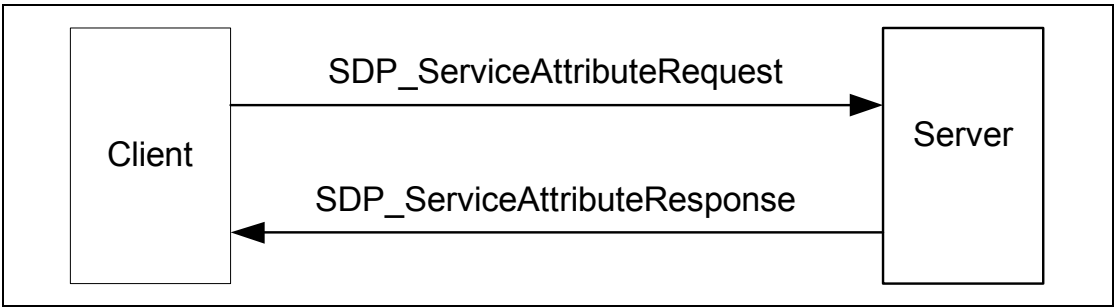 SDP_ServiceAttributeRequest
Client
Server
SDP_ServiceAttributeResponse